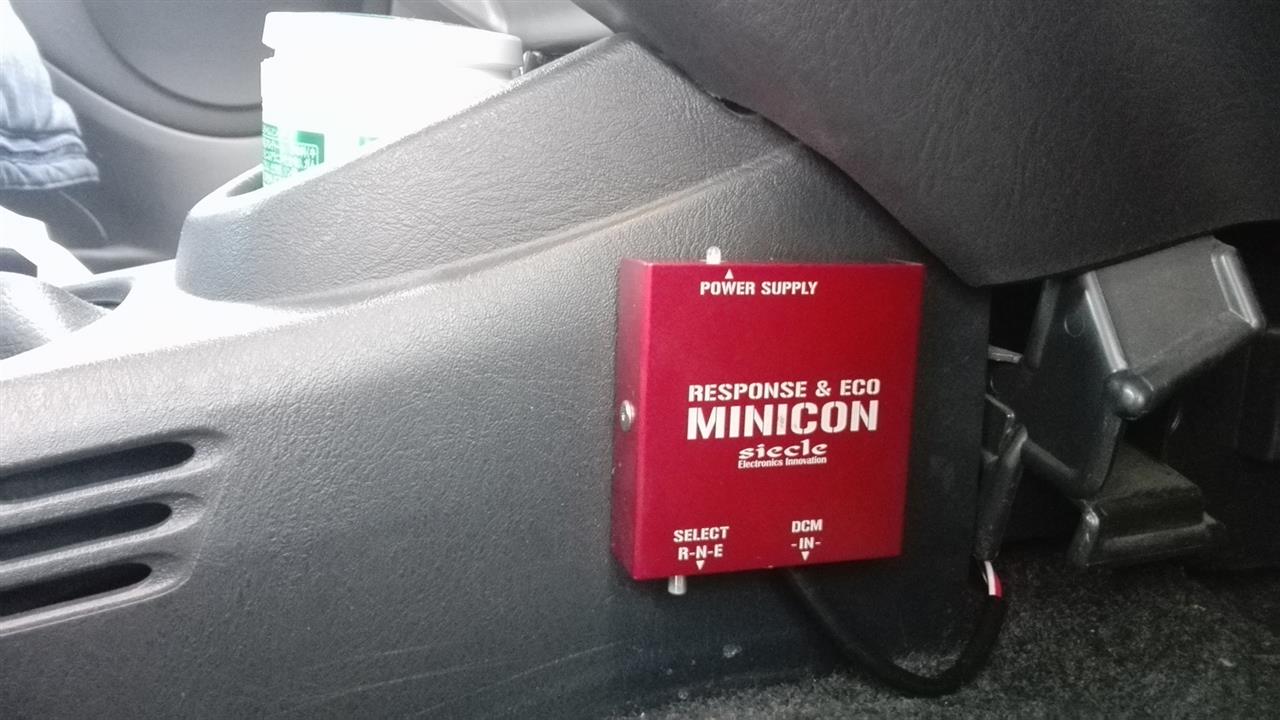 POWER SUPPLY
RESPONSE & ECO
MINICON
siecle
Electronics Innovation
SELECT
R-N-E
DCM
-IN-